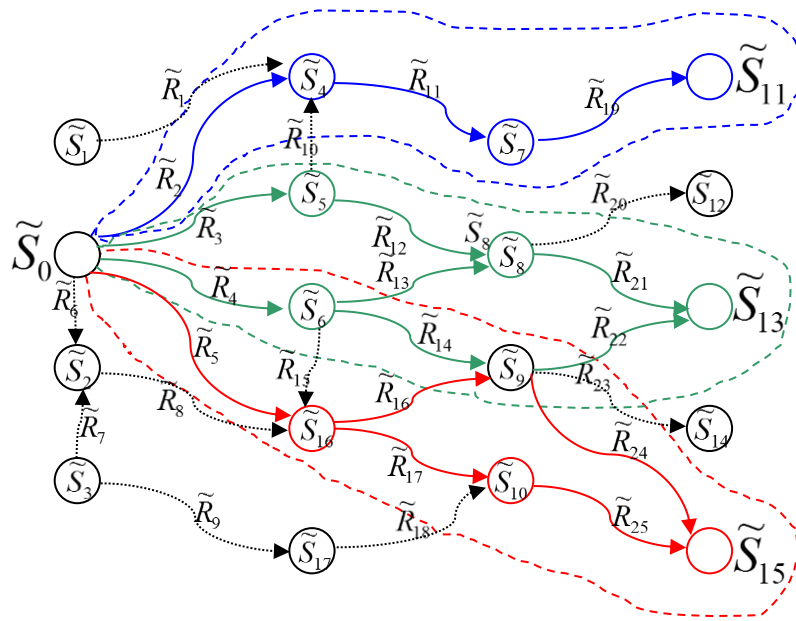 S̃₁₁
R̃₁₁
S̃₄
R̃₁
R̃₁₉
S̃₁
R̃₁₀
S̃₇
R̃₂
S̃₅
R̃₂₀
S̃₁₂
R̃₃
R̃₁₂
S̃₈
S̃₈
S̃₀
R̃₁₃
R̃₂₁
R̃₄
R̃₆
S̃₆
S̃₁₃
R̃₁₄
R̃₂₂
R̃₅
S̃₂
R̃₁₅
S̃₉
R̃₂₃
R̃₈
R̃₁₆
R̃₇
S̃₁₆
S̃₁₄
R̃₂₄
R̃₁₇
S̃₃
S̃₁₀
R̃₉
R̃₁₈
R̃₂₅
S̃₁₇
S̃₁₅